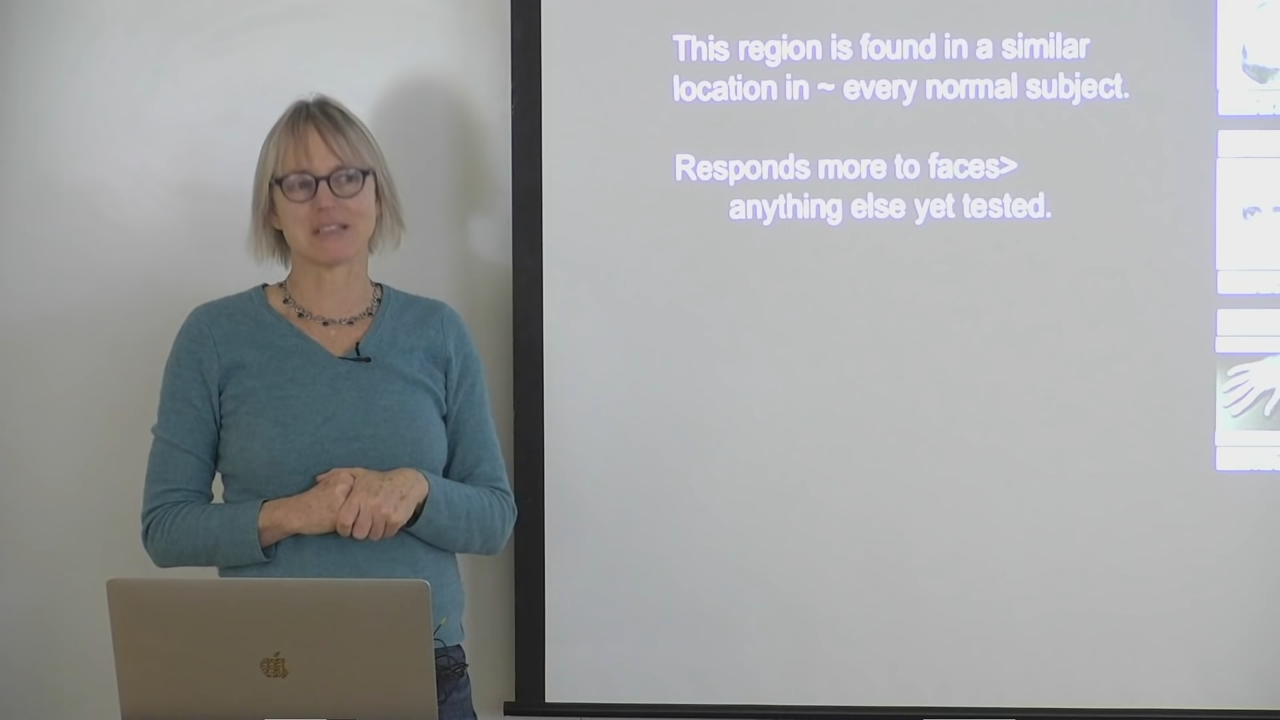 This region is found in a similar
location in ~ every normal subject.
Responds more to faces>
anything else yet tested.